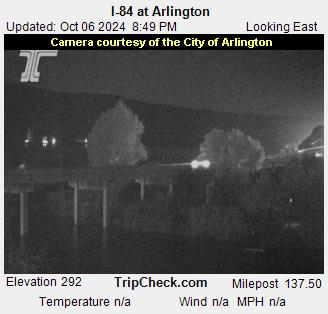 I-84 at Arlington
Updated: Oct 06 2024 8:49 PM Looking East
Camera courtesy of the City of Arlington
Elevation 292 TripCheck.com Milepost 137.50
Temperature n/a Wind n/a MPH n/a